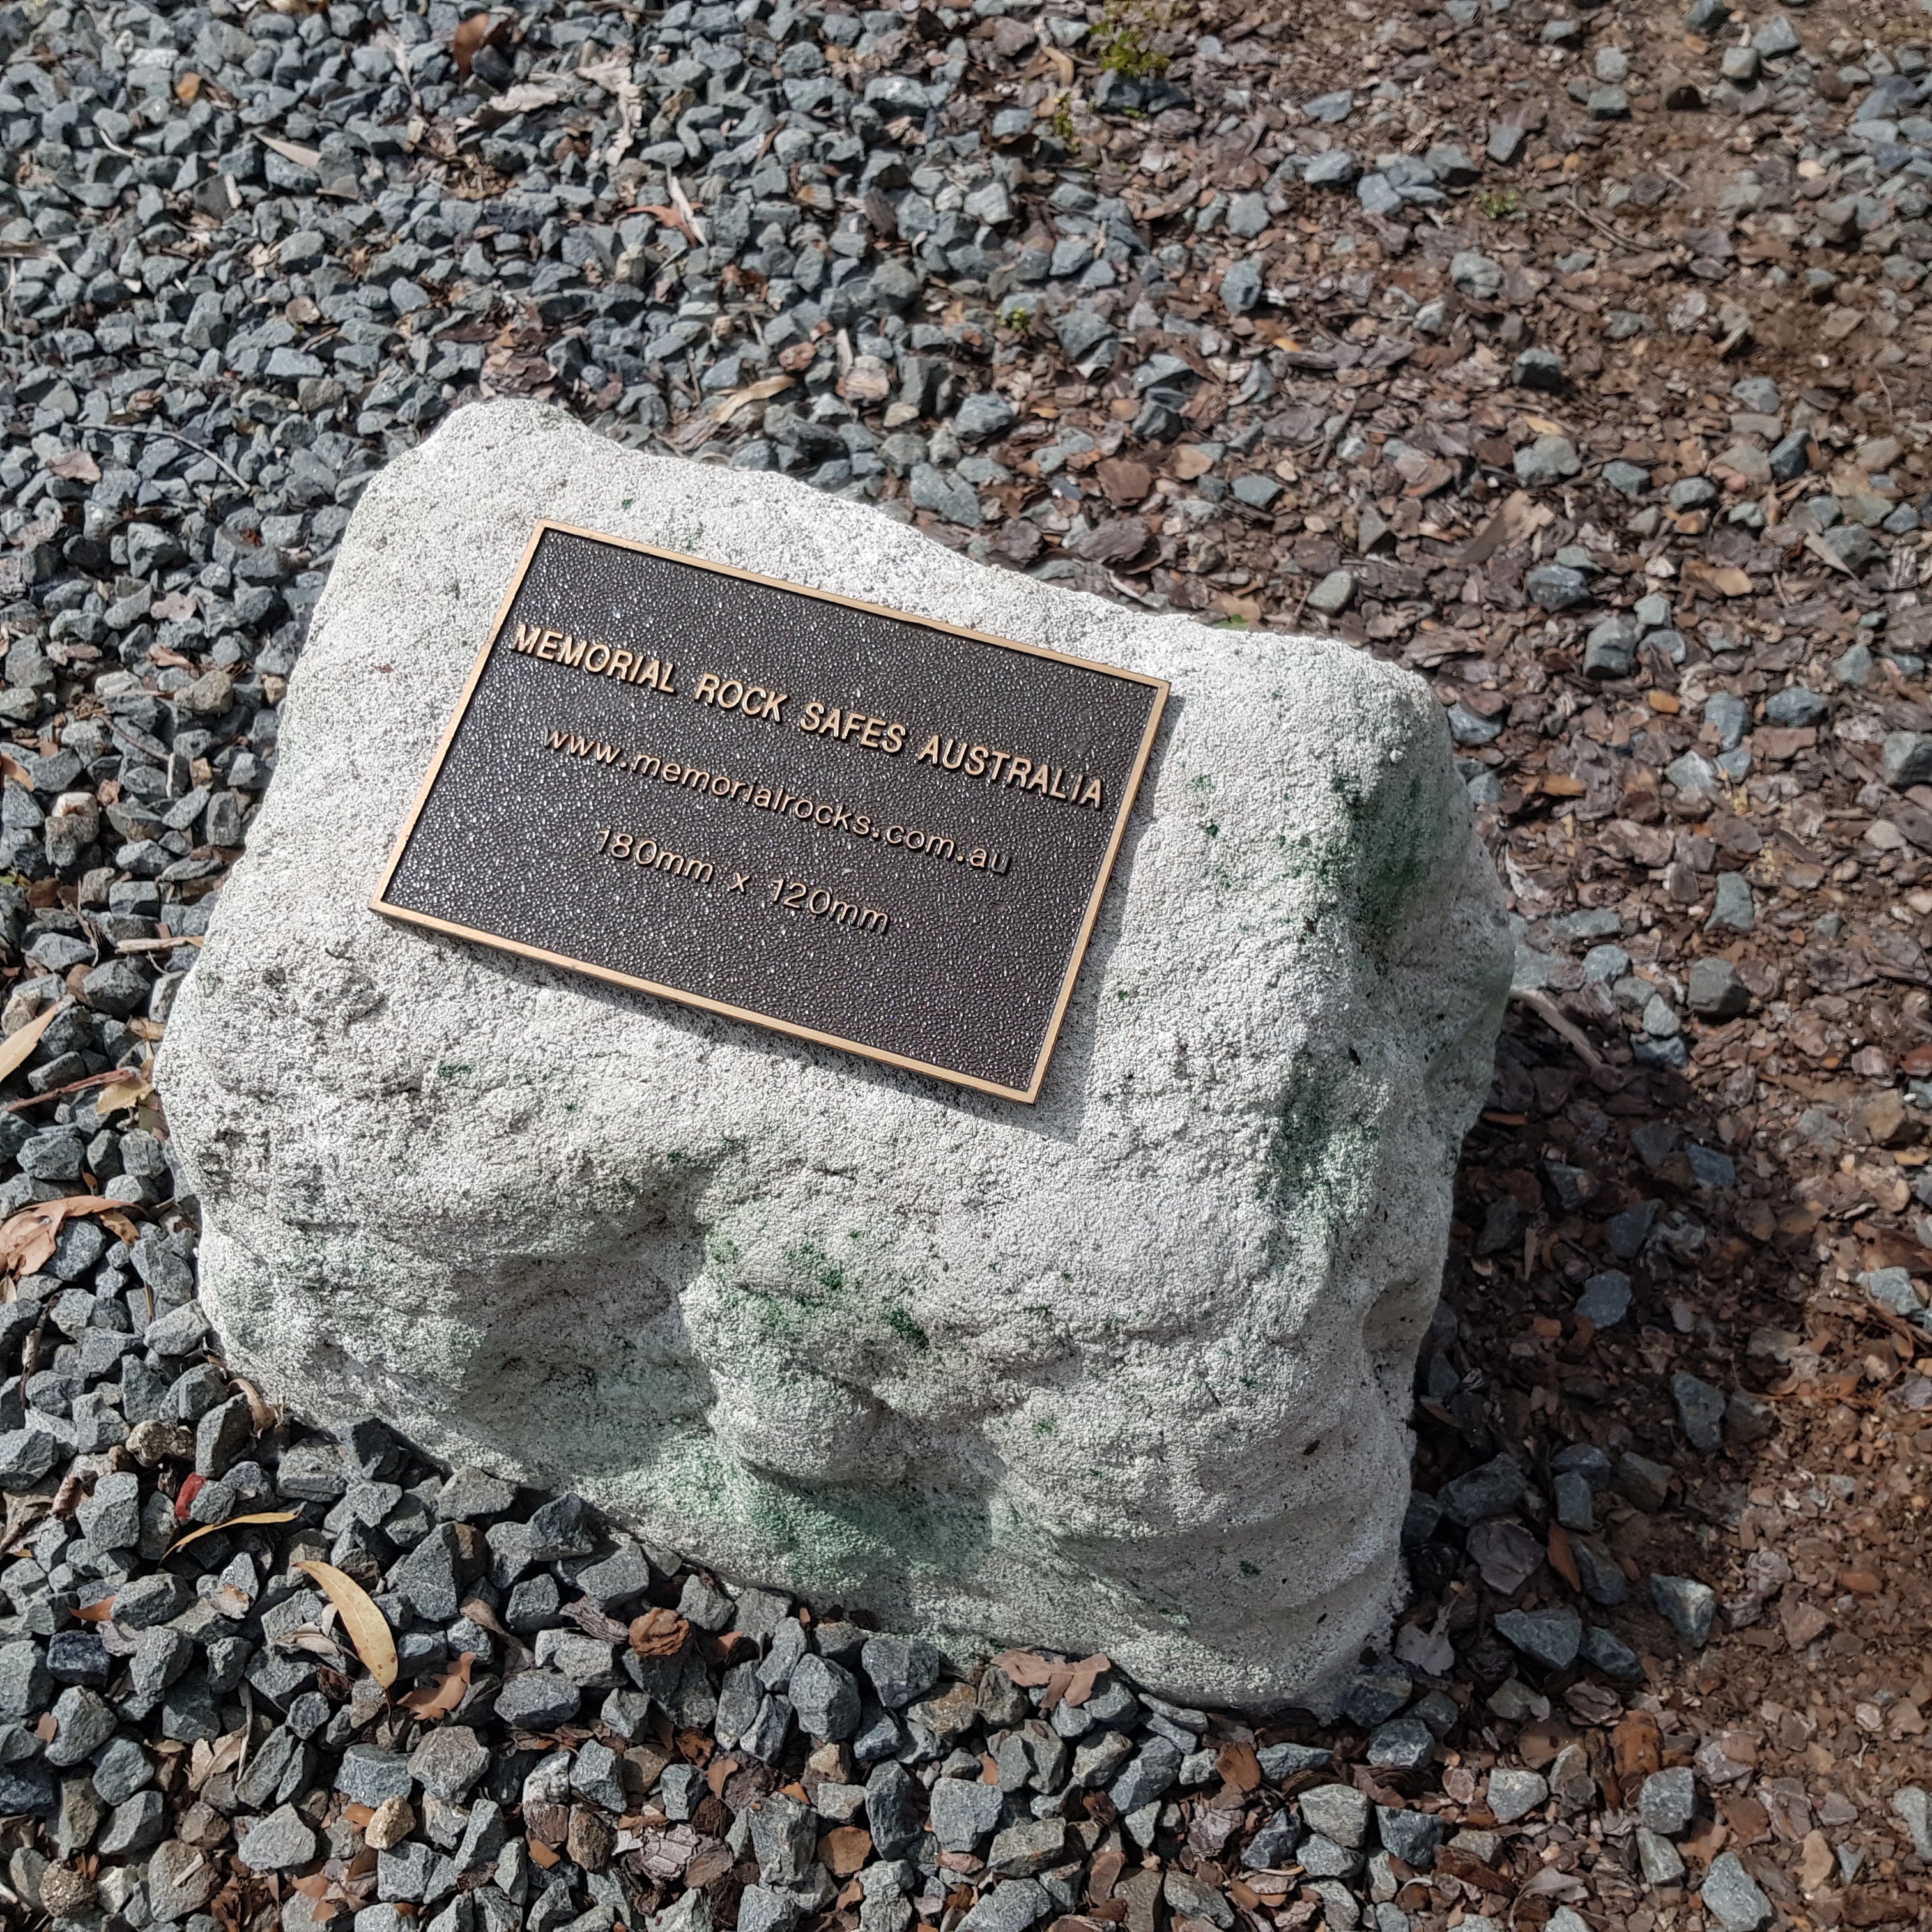 MEMORIAL ROCK SAFES AUSTRALIA
www.memorialrocks.com.au
180mm x 120mm